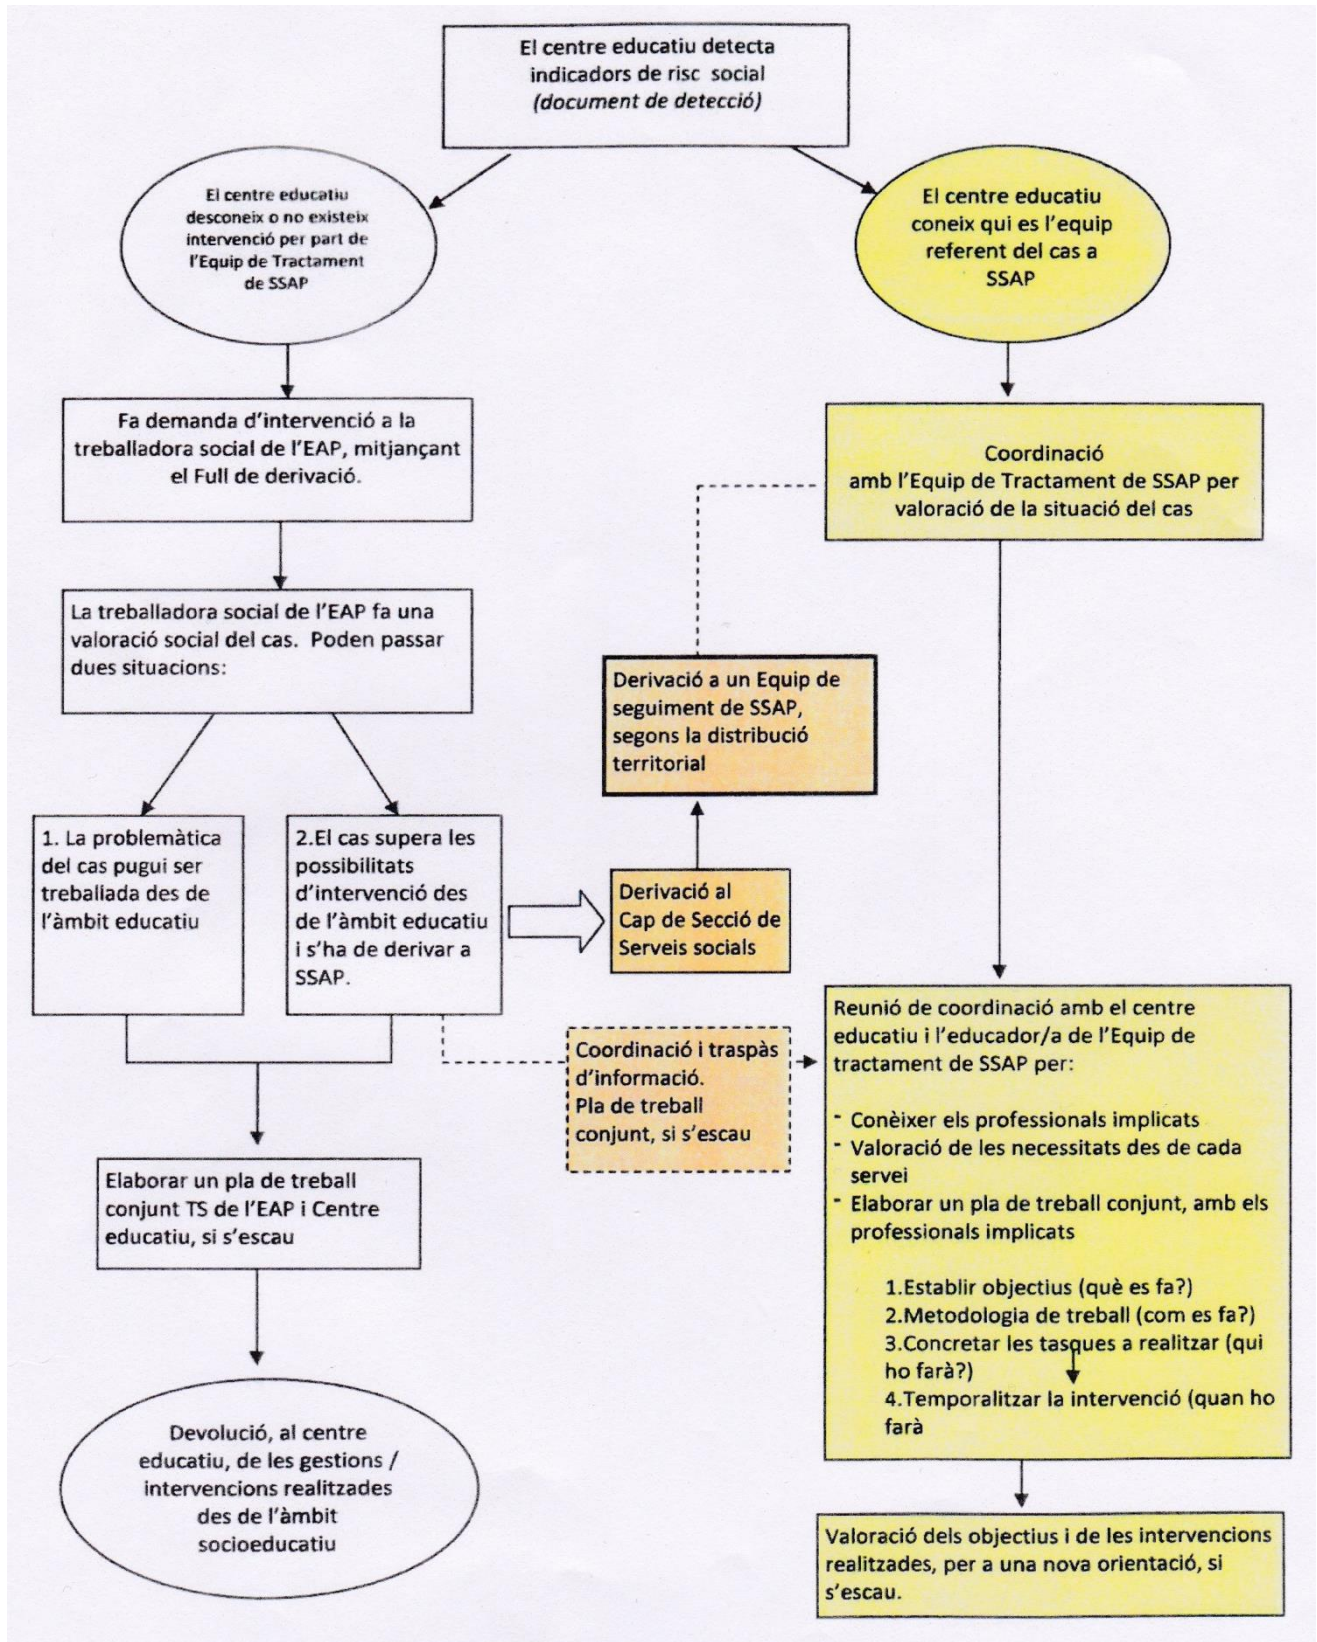 El centre educatiu detecta
indicadors de risc social
(document de detecció)
El centre educatiu
desconeix o no existeix
intervenció per part de
l'Equip de Tractament
de SSAP
El centre educatiu
coneix qui es l'equip
referent del cas a
SSAP
Fa demanda d'intervenció a la
treballadora social de l'EAP, mitjançant
el Full de derivació.
Coordinació
amb l'Equip de Tractament de SSAP per
valoració de la situació del cas
La treballadora social de l'EAP fa una
valoració social del cas. Poden passar
dues situacions:
Derivació a un Equip de
seguiment de SSAP,
segons la distribució
territorial
1. La problemàtica
del cas pugui ser
treballada des de
l'àmbit educatiu
2.El cas supera les
possibilitats
d'intervenció des
de l'àmbit educatiu
i s'ha de derivar a
SSAP.
Derivació al
Cap de Secció de
Serveis socials
Coordinació i traspàs
d'informació.
Pla de treball
conjunt, si s'escau
Reunió de coordinació amb el centre
educatiu i l'educador/a de l'Equip de
tractament de SSAP per:
- Conèixer els professionals implicats
- Valoració de les necessitats des de cada
servei
- Elaborar un pla de treball conjunt, amb els
professionals implicats
1.Establir objectius (què es fa?)
2.Metodologia de treball (com es fa?)
3.Concretar les tasques a realitzar (qui
ho farà?)
4.Temporalitzar la intervenció (quan ho
farà
Elaborar un pla de treball
conjunt TS de l'EAP i Centre
educatiu, si s'escau
Devolució, al centre
educatiu, de les gestions /
intervencions realitzades
des de l'àmbit
socioeducatiu
Valoració dels objectius i de les intervencions
realitzades, per a una nova orientació, si
s'escau.